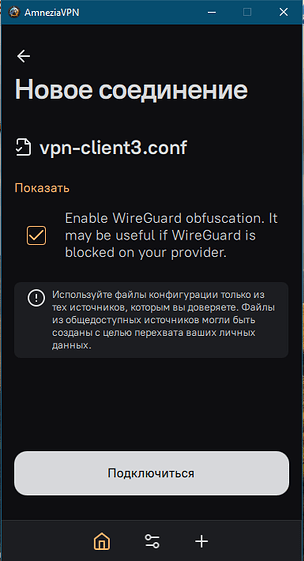 AmneziaVPN
Новое соединение
vpn-client3.conf
Показать
Enable WireGuard obfuscation. It
may be useful if WireGuard is
blocked on your provider.
Используйте файлы конфигурации только из
тех источников, которым вы доверяете. Файлы
из общедоступных источников могли быть
созданы с целью перехвата ваших личных
данных.
Подключиться